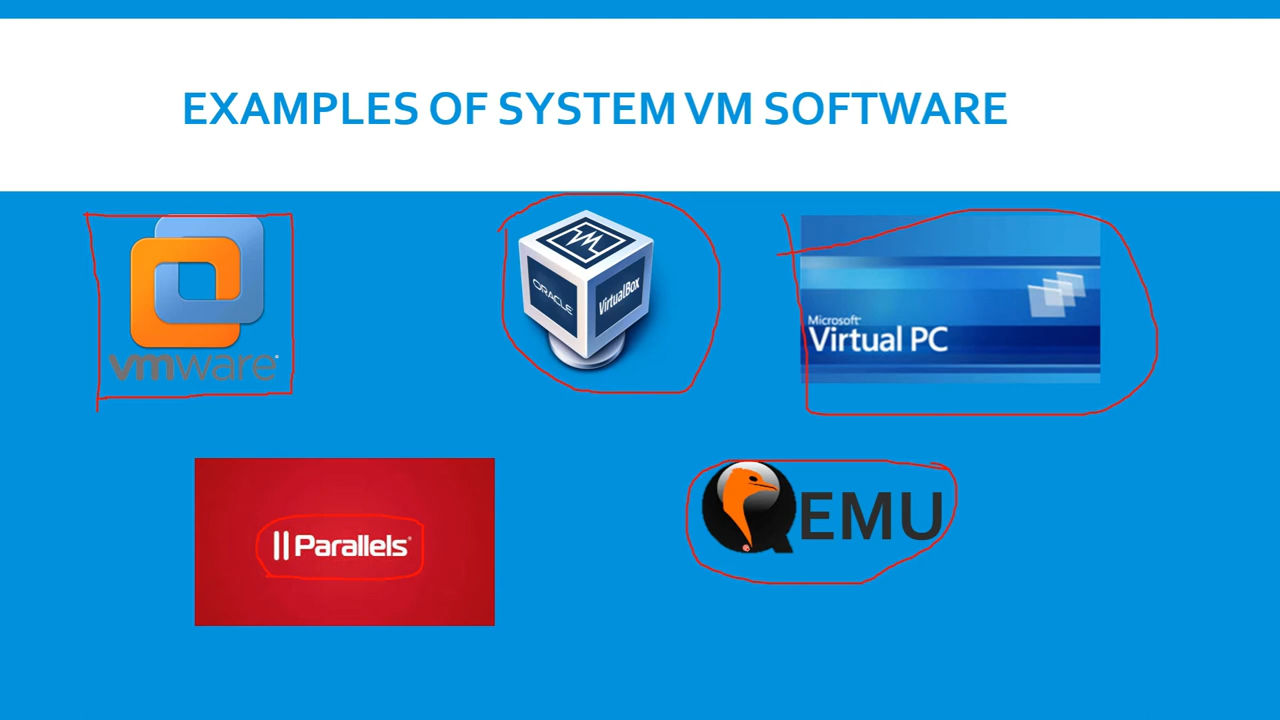 EXAMPLES OF SYSTEM VM SOFTWARE
vmware
ORACLE
VirtualBox
Microsoft
Virtual PC
Parallels
QEMU